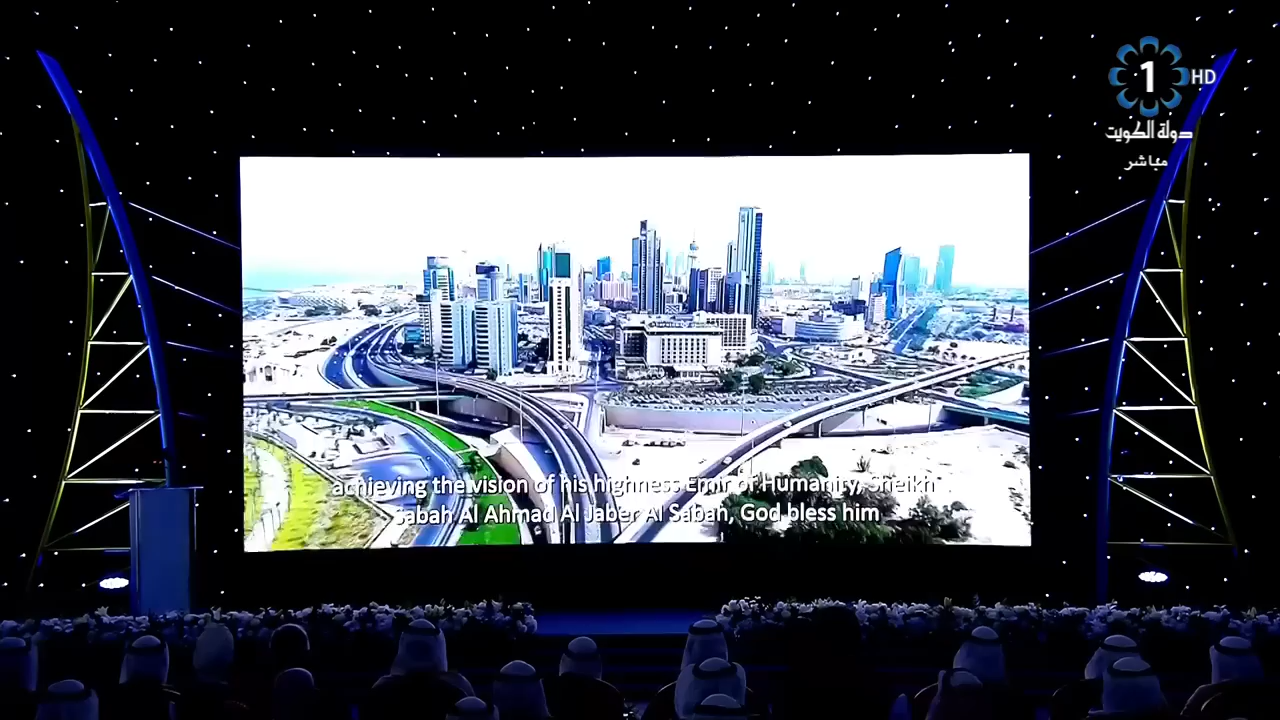 1 HD
دولة الكويت
مباشر
achieving the vision of his highness Emir of Humanity, Sheikh
Sabah Al Ahmad Al Jaber Al Sabah, God bless him